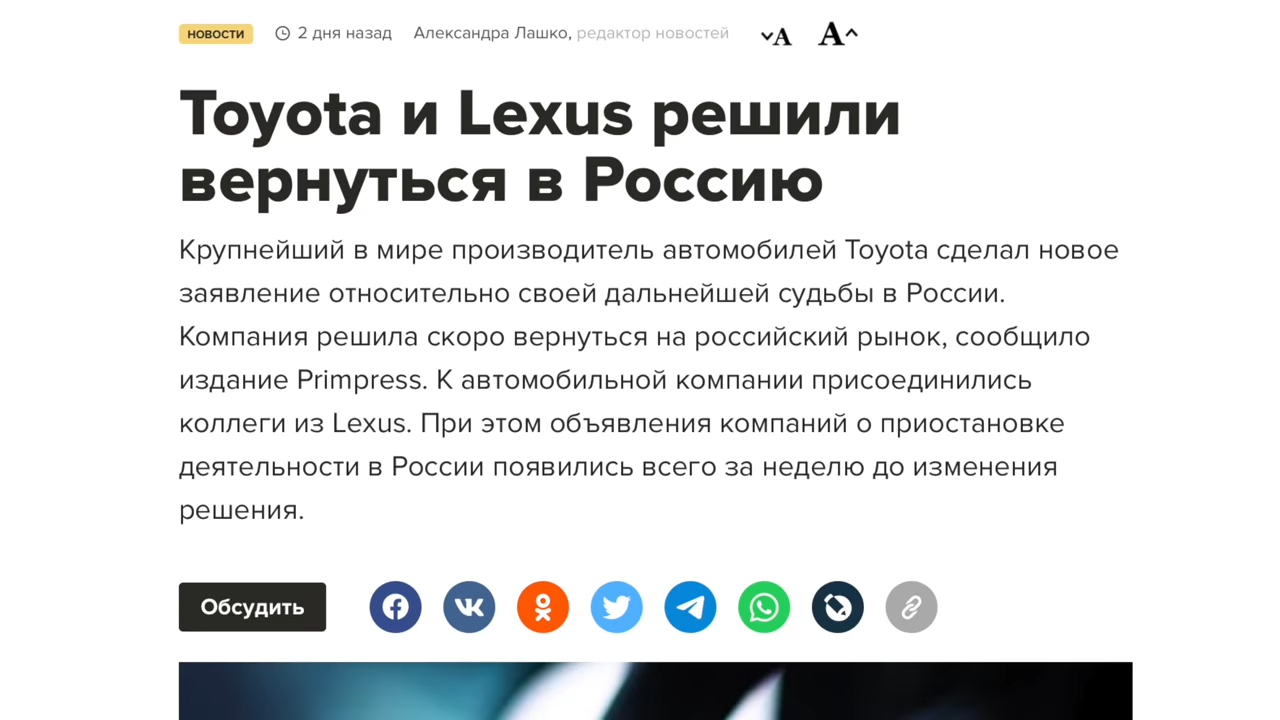 НОВОСТИ 2 дня назад Александра Лашко, редактор новостей A A
Toyota и Lexus решили
вернуться в Россию
Крупнейший в мире производитель автомобилей Toyota сделал новое
заявление относительно своей дальнейшей судьбы в России.
Компания решила скоро вернуться на российский рынок, сообщило
издание Primpress. К автомобильной компании присоединились
коллеги из Lexus. При этом объявления компаний о приостановке
деятельности в России появились всего за неделю до изменения
решения.
Обсудить